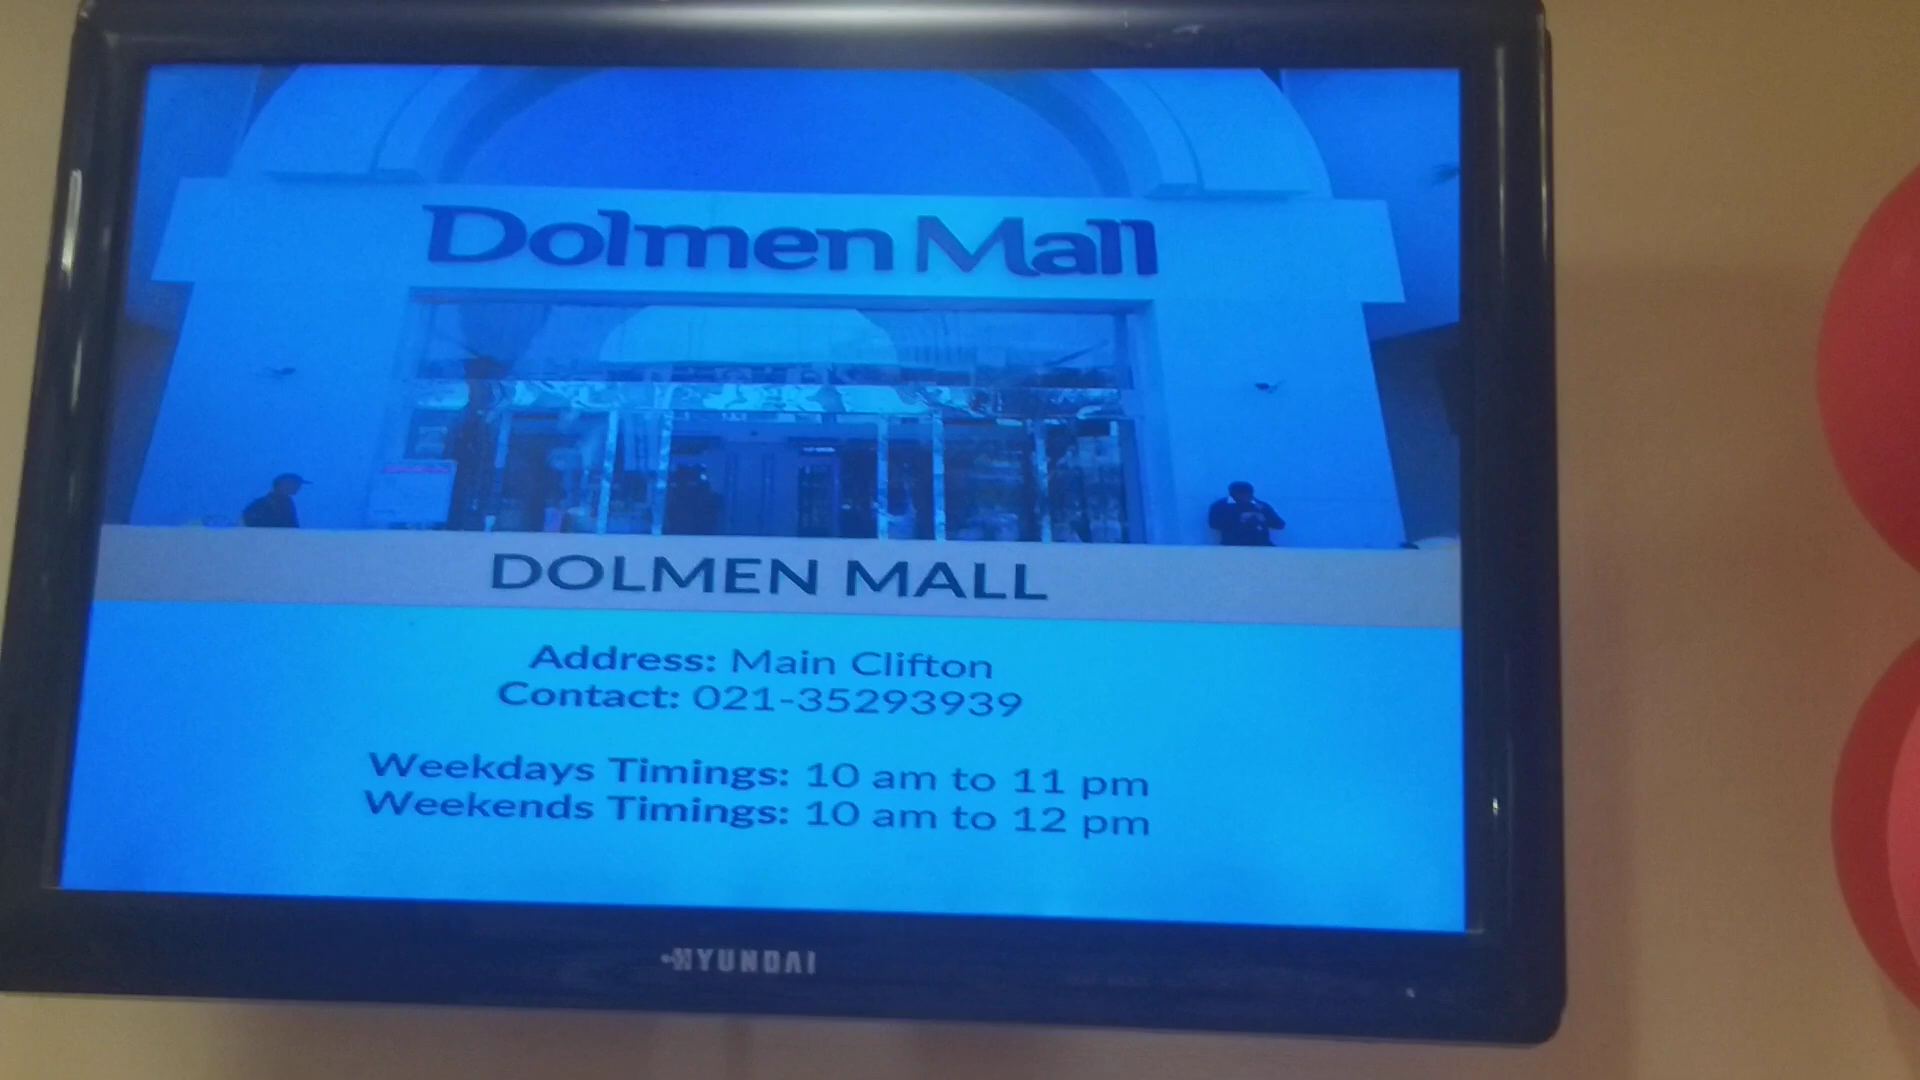 Dolmen Mall
DOLMEN MALL
Address: Main Clifton
Contact: 021-35293939
Weekdays Timings: 10 am to 11 pm
Weekends Timings: 10 am to 12 pm
HYUNDAI